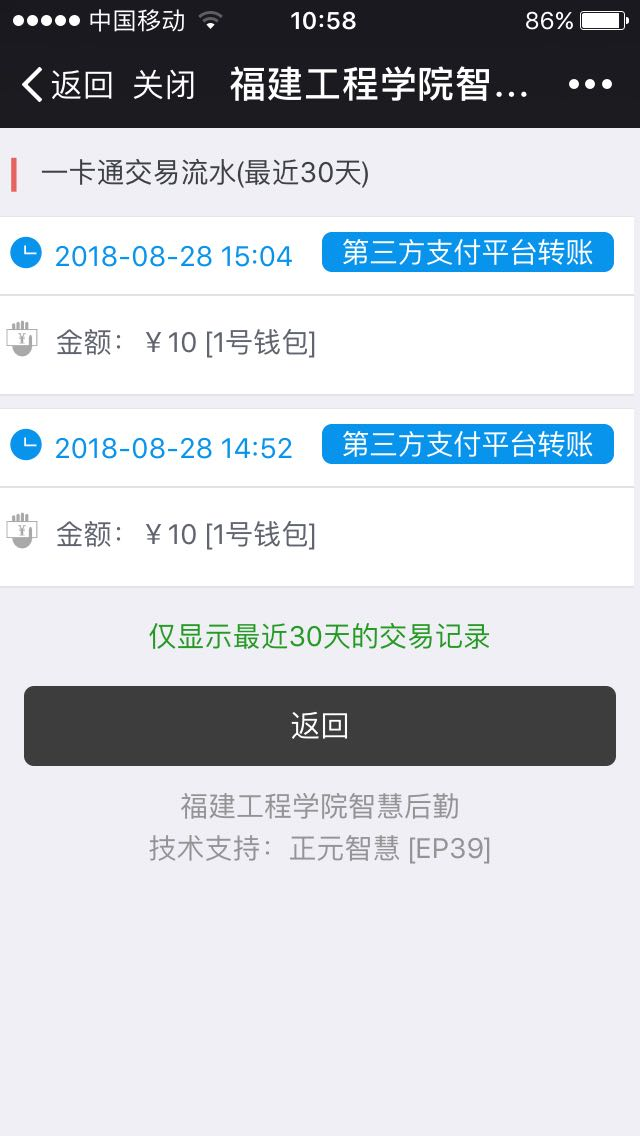 中国移动 10:58 86%
返回 关闭 福建工程学院智...
一卡通交易流水(最近30天)
2018-08-28 15:04 第三方支付平台转账
¥ 金额：￥10 [1号钱包]
2018-08-28 14:52 第三方支付平台转账
¥ 金额：￥10 [1号钱包]
仅显示最近30天的交易记录
返回
福建工程学院智慧后勤
技术支持：正元智慧 [EP39]